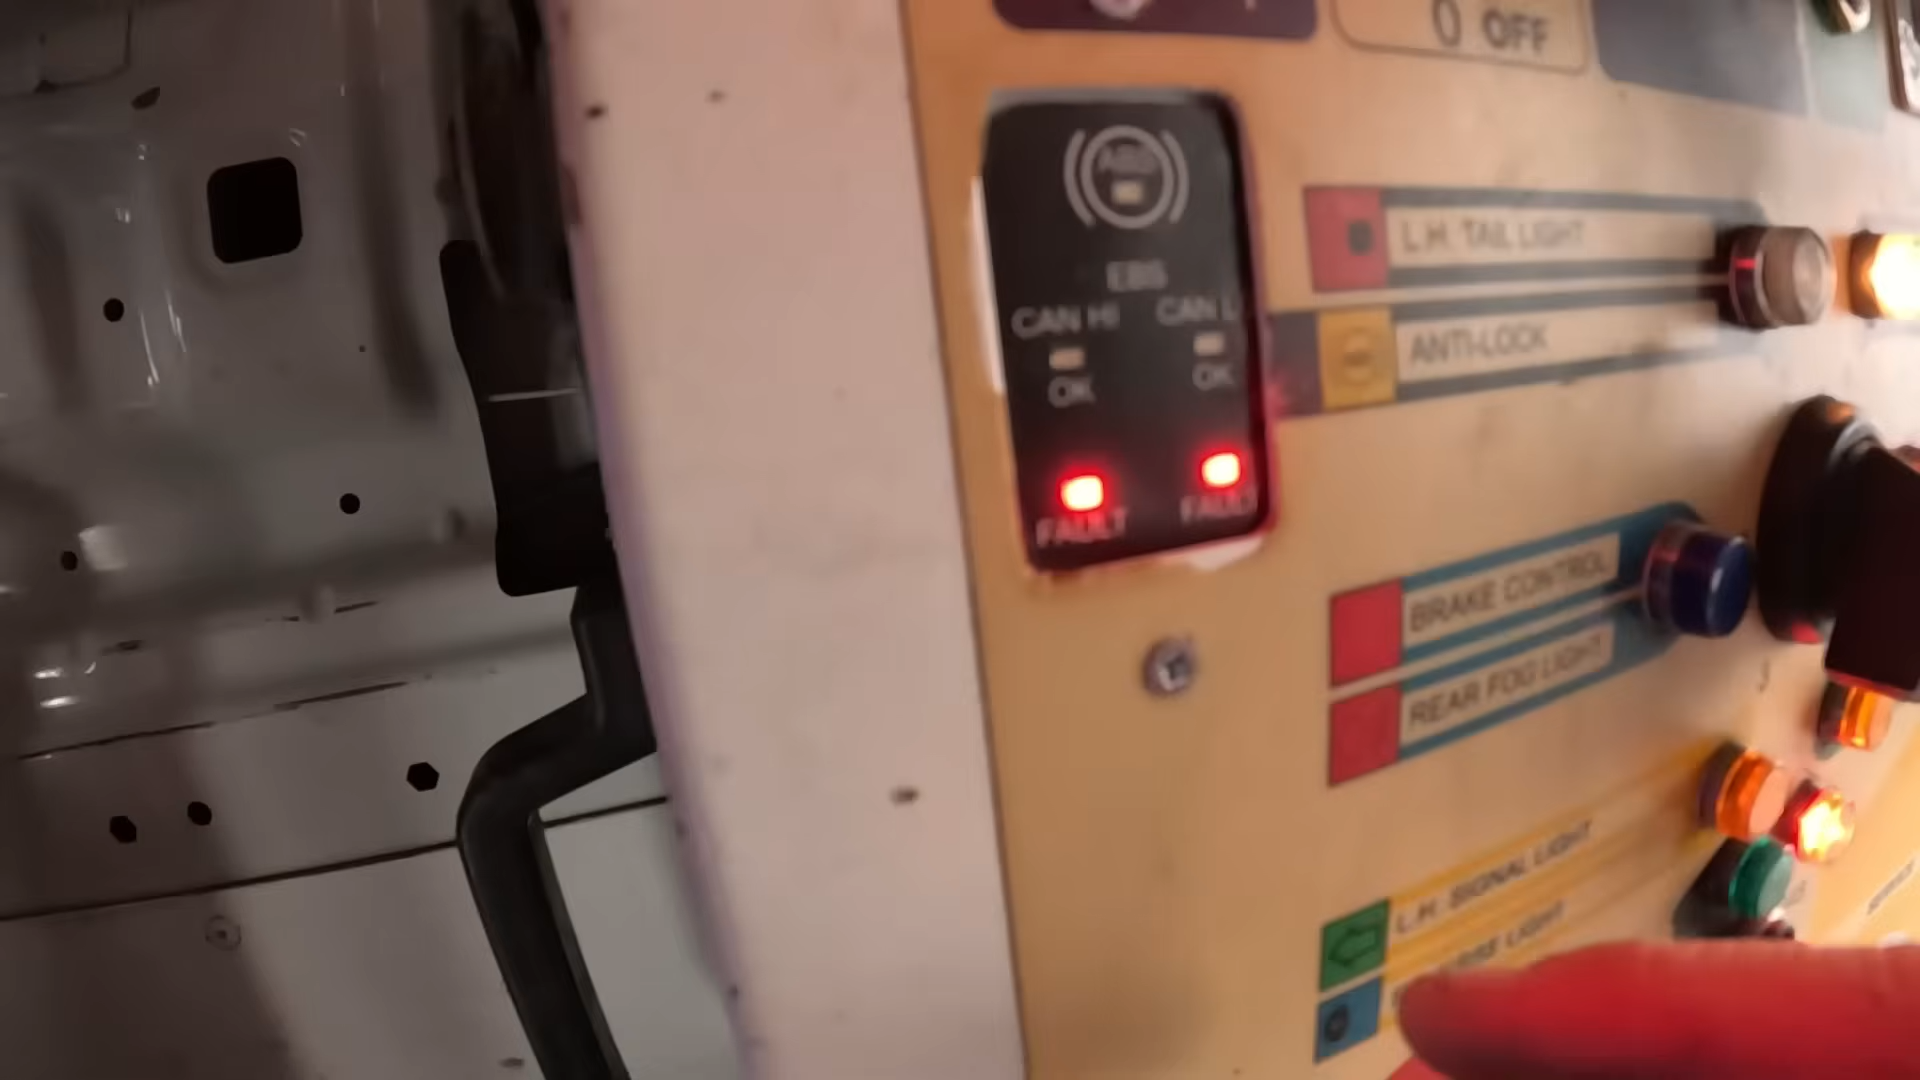 0 OFF
ABS
EBS
CAN HI CAN L
OK OK
FAULT FAULT
L.H. TAIL LIGHT
ANTI-LOCK
BRAKE CONTROL
REAR FOG LIGHT
L.H. SIGNAL LIGHT
LIGHT